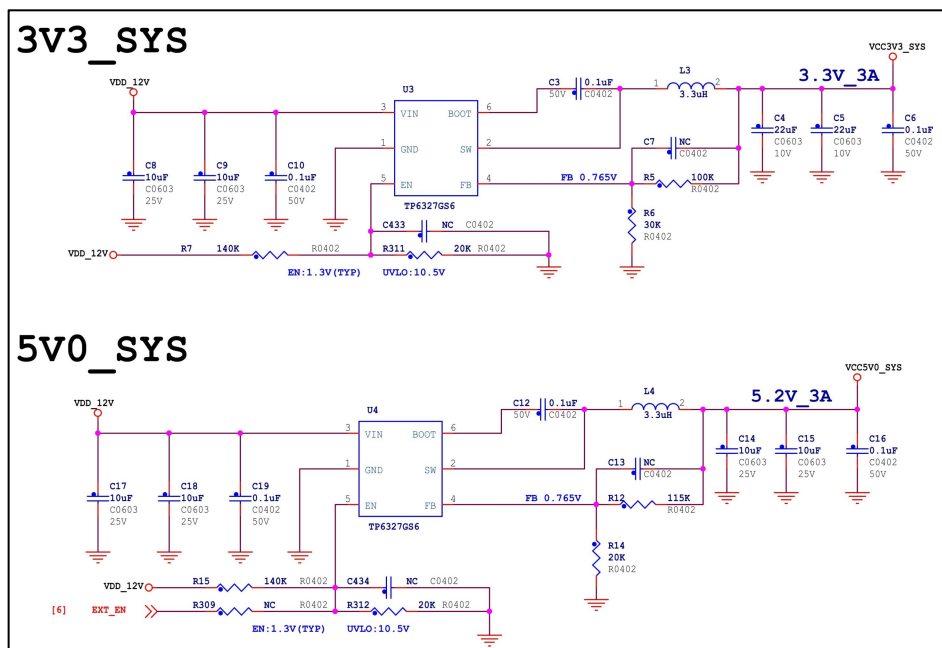 3V3_SYS
VCC3V3_SYS
VDD_12V
U3
C3 0.1uF
50V C0402
L3
1 2
3.3uH
3.3V_3A
3 VIN BOOT 6
1 GND SW 2
5 EN FB 4
TP6327GS6
C8
10uF
C0603
25V
C9
10uF
C0603
25V
C10
0.1uF
C0402
50V
C7 NC
C0402
FB 0.765V R5 100K
R0402
R6
30K
R0402
C4
22uF
C0603
10V
C5
22uF
C0603
10V
C6
0.1uF
C0402
50V
C433 NC C0402
VDD_12V R7 140K R0402 R311 20K R0402
EN:1.3V(TYP) UVLO:10.5V
5V0_SYS
VCC5V0_SYS
VDD_12V
U4
C12 0.1uF
50V C0402
L4
1 2
3.3uH
5.2V_3A
3 VIN BOOT 6
1 GND SW 2
5 EN FB 4
TP6327GS6
C17
10uF
C0603
25V
C18
10uF
C0603
25V
C19
0.1uF
C0402
50V
C13 NC
C0402
FB 0.765V R12 115K
R0402
R14
20K
R0402
C14
10uF
C0603
25V
C15
10uF
C0603
25V
C16
0.1uF
C0402
50V
VDD_12V R15 140K R0402 C434 NC C0402
[6] EXT_EN R309 NC R0402 R312 20K R0402
EN:1.3V(TYP) UVLO:10.5V